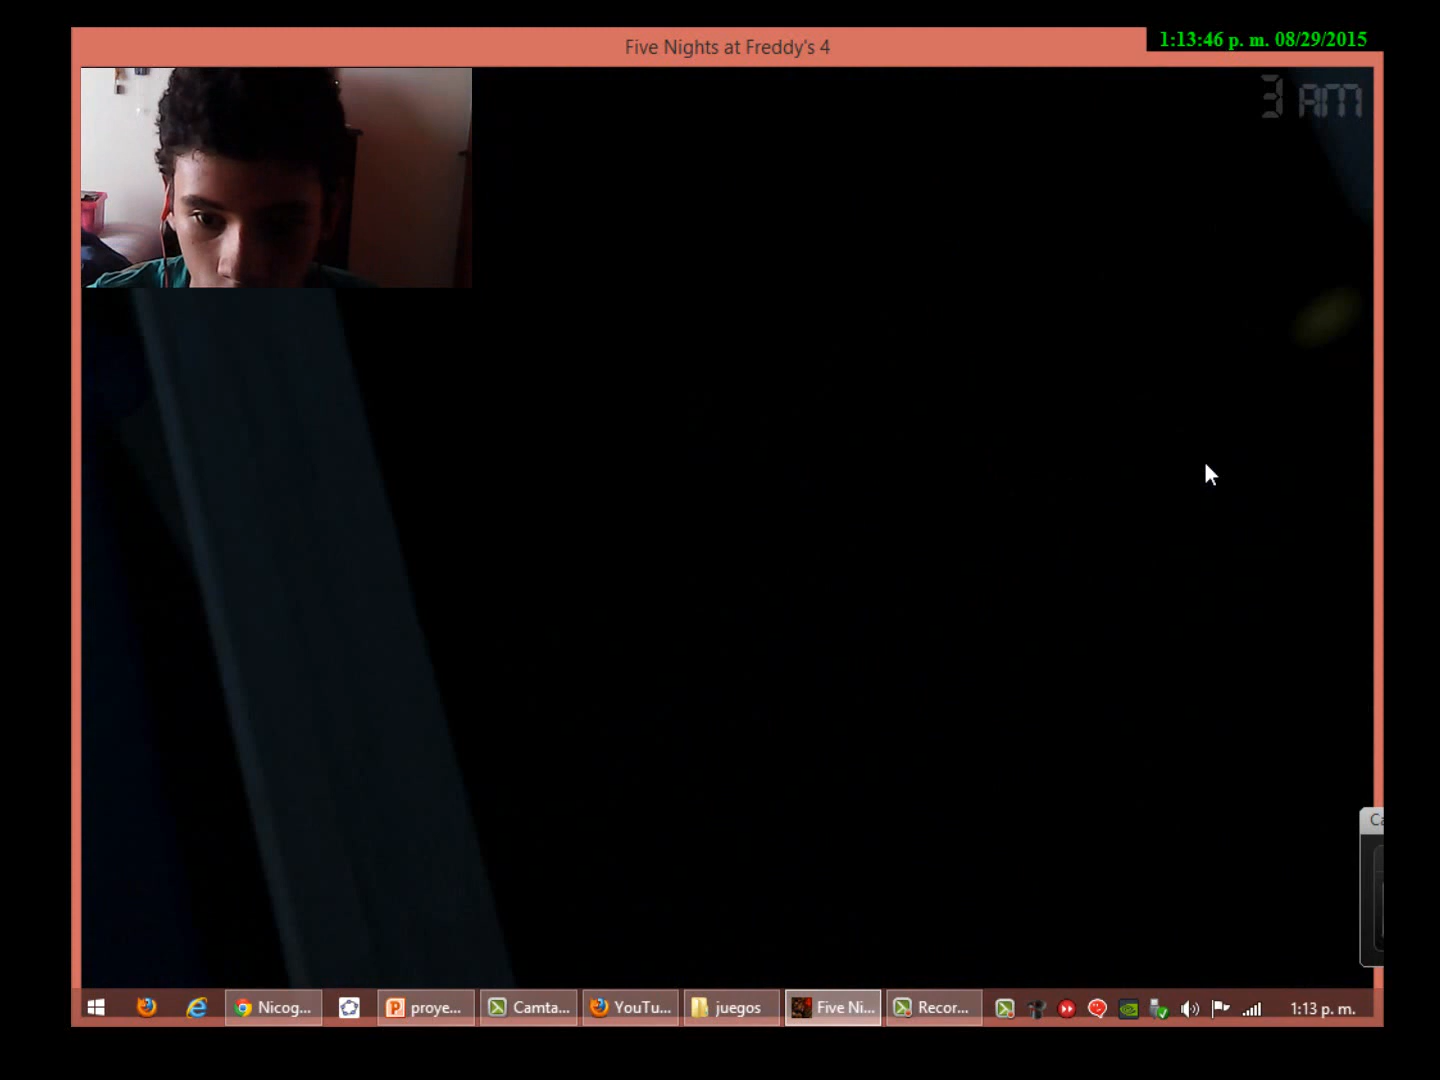 Five Nights at Freddy's 4
1:13:46 p. m. 08/29/2015
3 AM
Ca
Nicog...
proye...
Camta...
YouTu...
juegos
Five Ni...
Recor...
1:13 p. m.